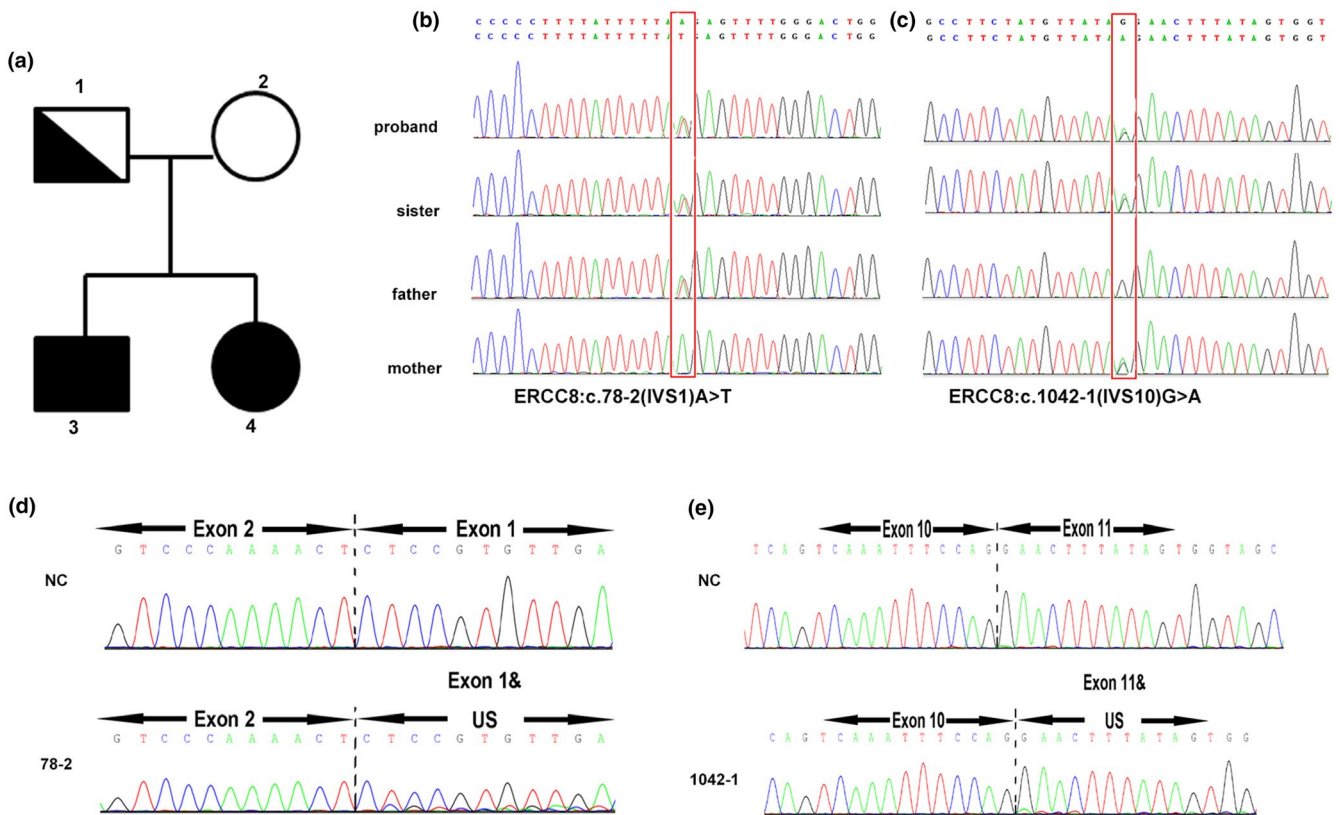 (a)
1
2
3
4
(b)
C C C C C T T T T A T T T T T A A G A G T T T T G G G A C T G G
C C C C C T T T T A T T T T T A T G A G T T T T G G G A C T G G
proband
sister
father
mother
ERCC8:c.78-2(IVS1)A>T
(c)
G C C T T C T A T G T T A T A G G A A C T T T A T A G T G G T
G C C T T C T A T G T T A T A A G A A C T T T A T A G T G G T
ERCC8:c.1042-1(IVS10)G>A
(d)
Exon 2 Exon 1
G T C C C A A A A C T C T C C G T G T T G A
NC
Exon 1&
Exon 2 US
G T C C C A A A A C T C T C C G T G T T G A
78-2
(e)
Exon 10 Exon 11
T C A G T C A A A T T T C C A G G A A C T T T A T A G T G G T A G C
NC
Exon 11&
Exon 10 US
C A G T C A A A T T T C C A G G A A C T T T A T A G T G G
1042-1